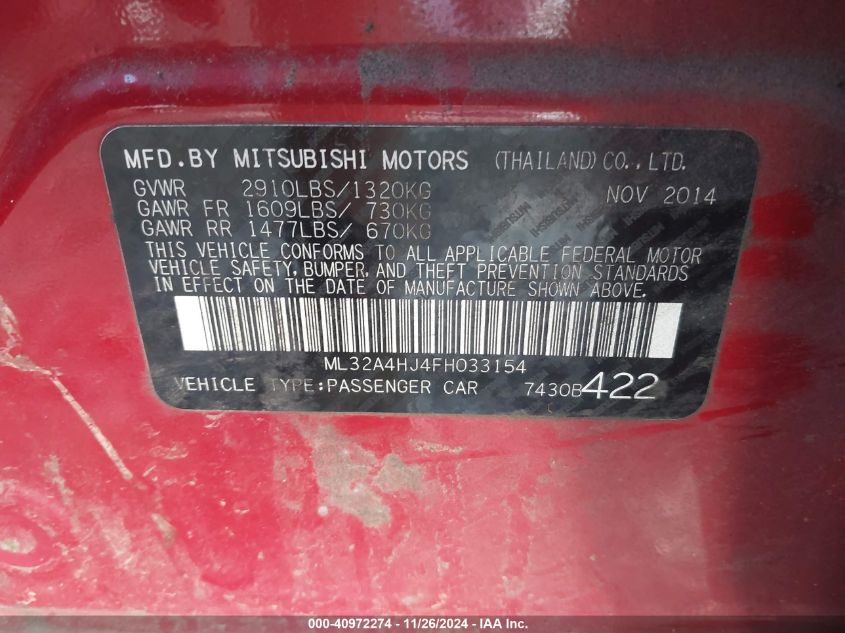 MFD.BY MITSUBISHI MOTORS (THAILAND) CO., LTD.
GVWR 2910LBS/1320KG NOV 2014
GAWR FR 1609LBS/ 730KG
GAWR RR 1477LBS/ 670KG
THIS VEHICLE CONFORMS TO ALL APPLICABLE FEDERAL MOTOR
VEHICLE SAFETY, BUMPER, AND THEFT PREVENTION STANDARDS
IN EFFECT ON THE DATE OF MANUFACTURE SHOWN ABOVE.
ML32A4HJ4FH033154
VEHICLE TYPE:PASSENGER CAR 7430B422
000-40972274 - 11/26/2024 - IAA Inc.